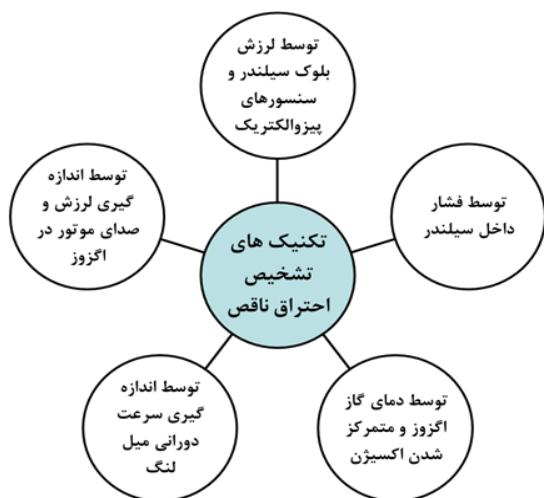 توسط لرزش
بلوک سیلندر و
سنسورهای
پیزوالکتریک
توسط فشار
داخل سیلندر
توسط اندازه
گیری لرزش و
صدای موتور در
اگزوز
تکنیک های
تشخیص
احتراق ناقص
توسط دمای گاز
اگزوز و متمرکز
شدن اکسیژن
توسط اندازه
گیری سرعت
دورانی میل
لنگ